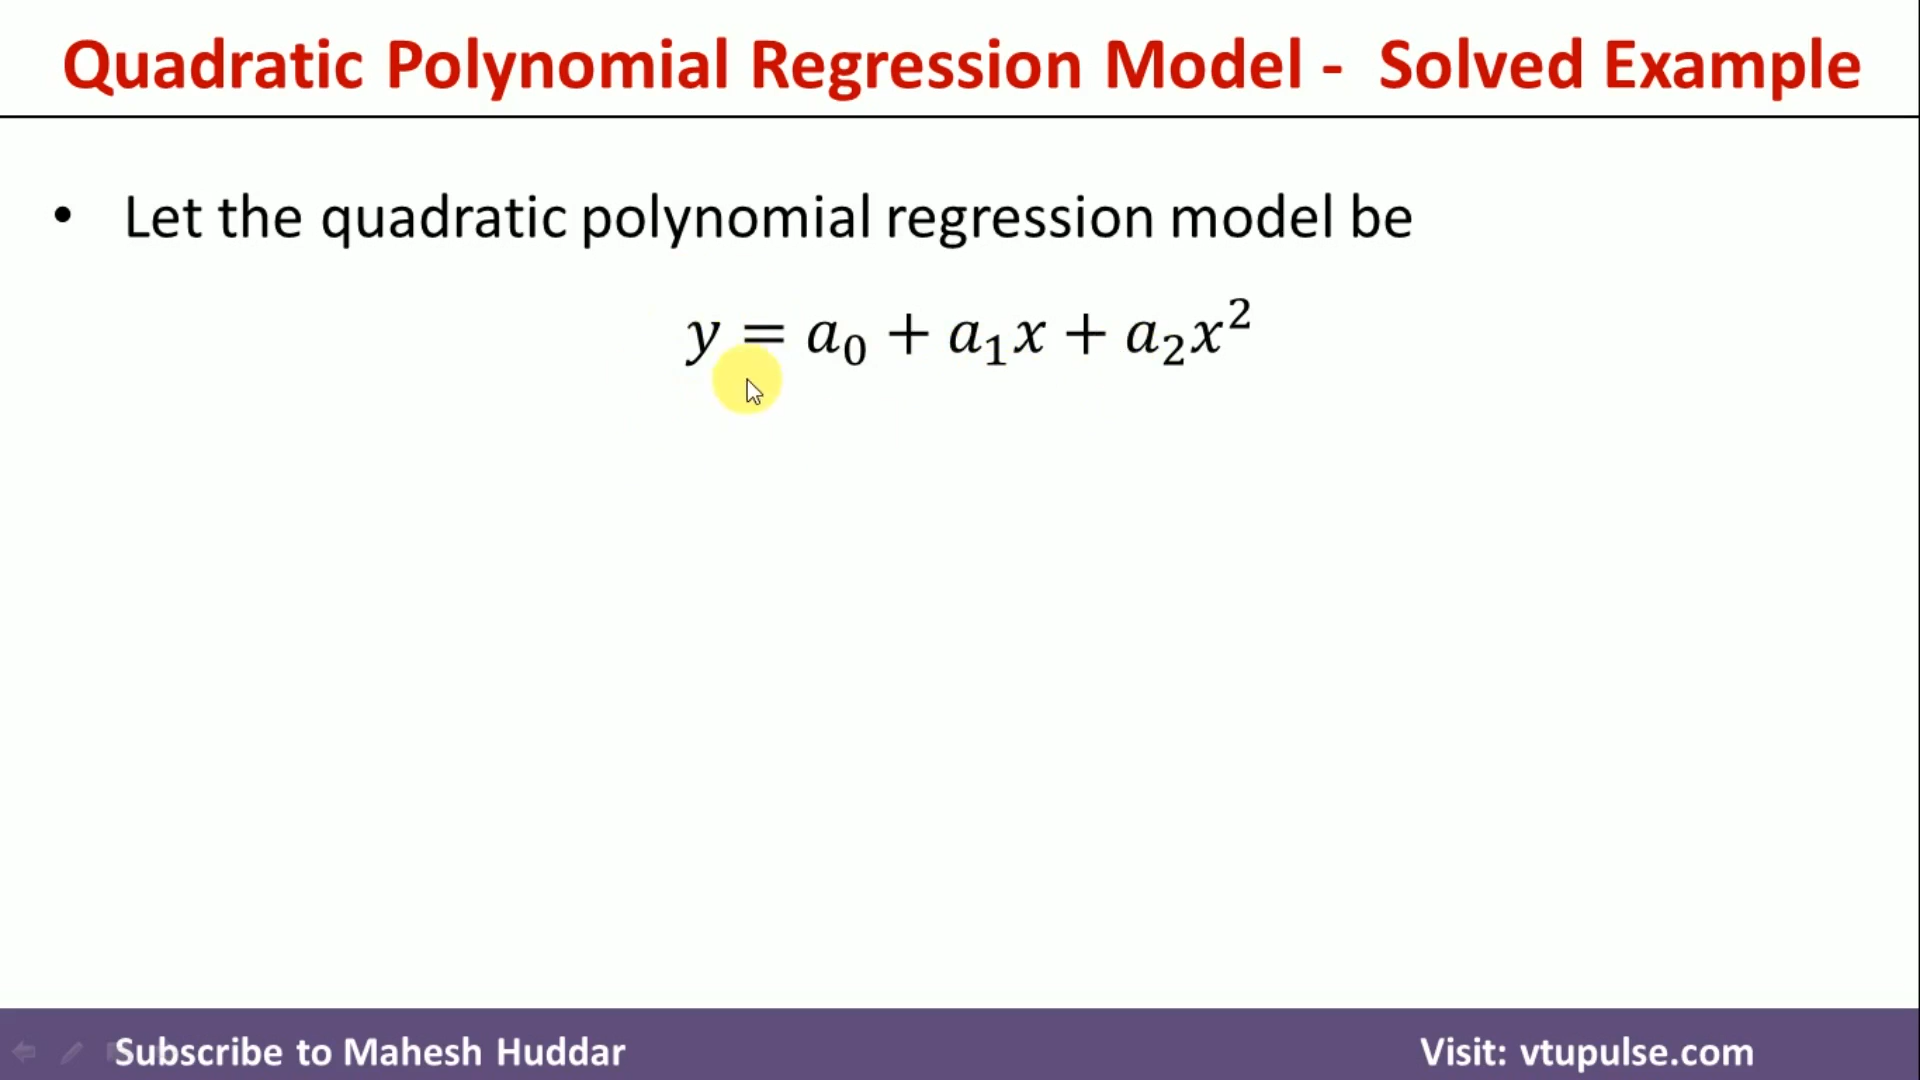 Quadratic Polynomial Regression Model - Solved Example
• Let the quadratic polynomial regression model be
y = a₀ + a₁x + a₂x²
Subscribe to Mahesh Huddar
Visit: vtupulse.com